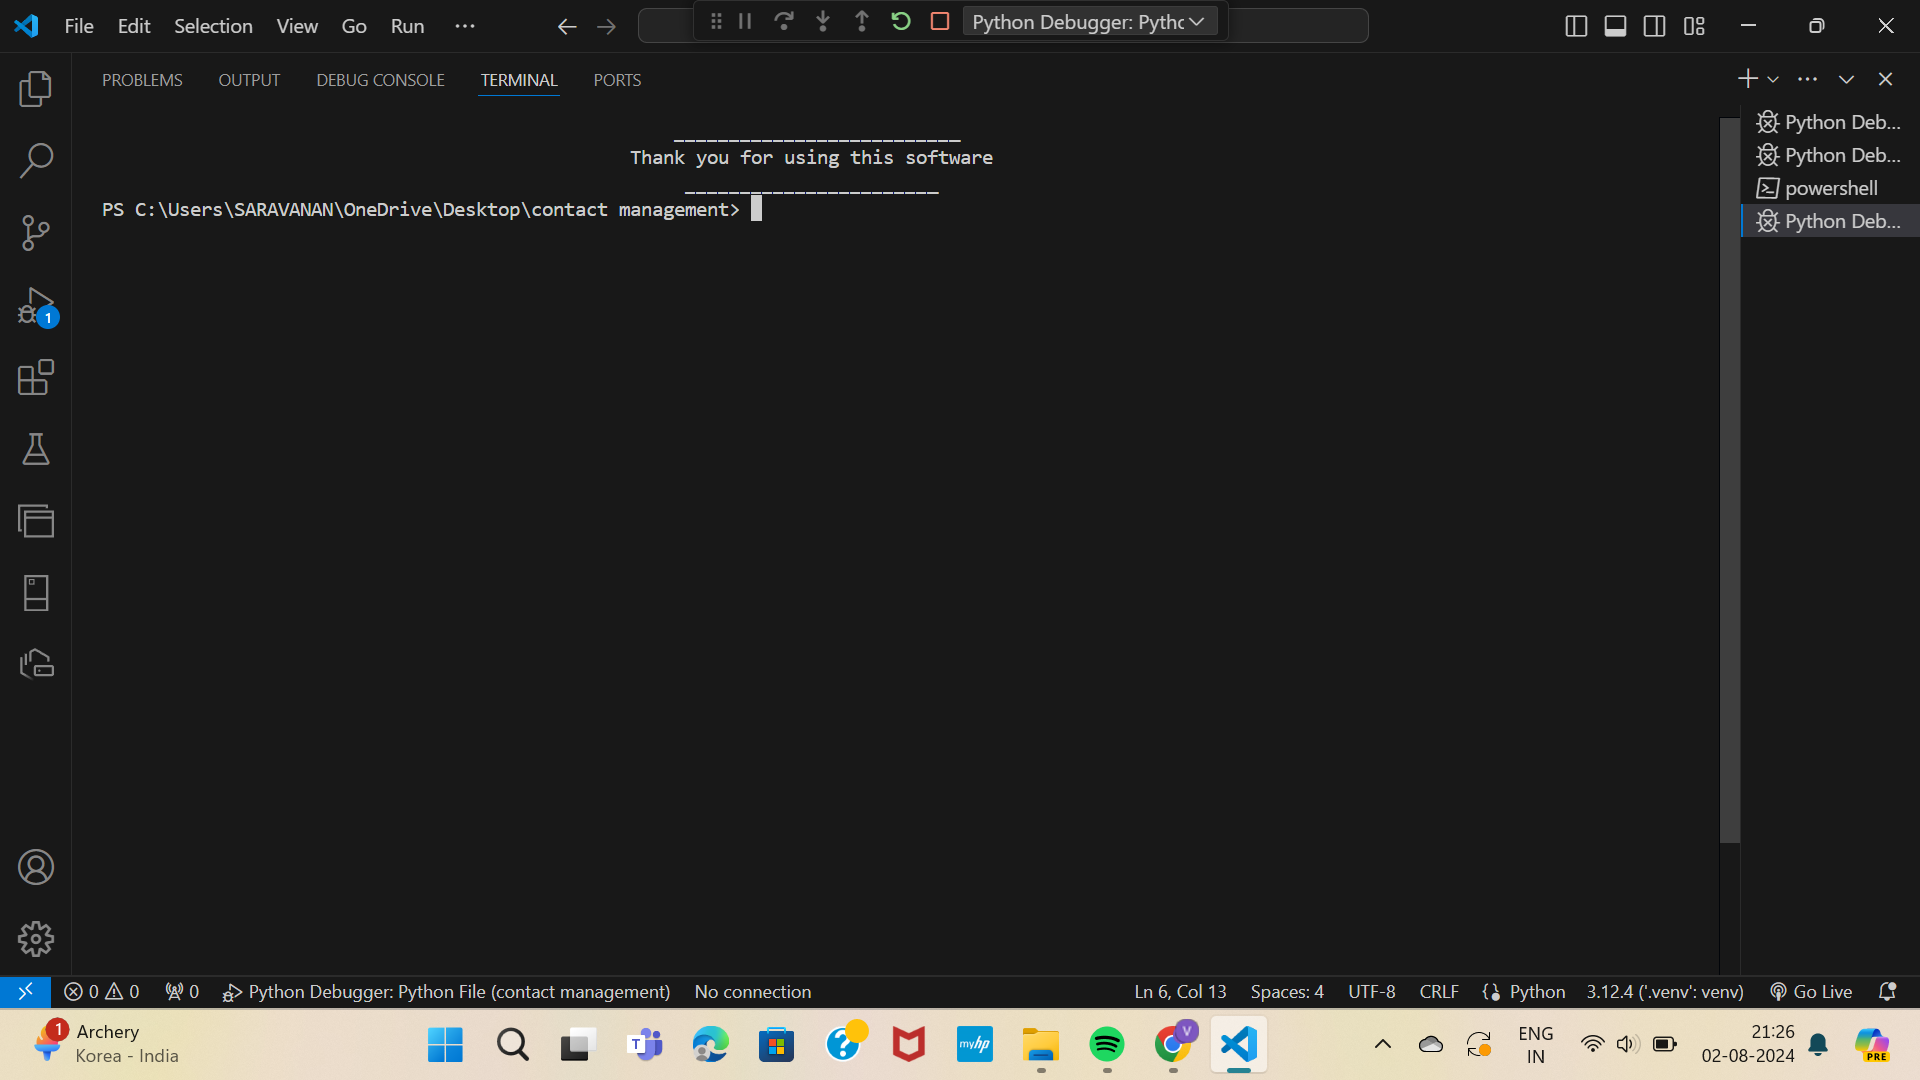 File Edit Selection View Go Run ···
Python Debugger: Pythc
PROBLEMS OUTPUT DEBUG CONSOLE TERMINAL PORTS
__________________________
Thank you for using this software
_______________________
PS C:\Users\SARAVANAN\OneDrive\Desktop\contact management>
Python Deb...
Python Deb...
powershell
Python Deb...
1
0 0 0 Python Debugger: Python File (contact management) No connection Ln 6, Col 13 Spaces: 4 UTF-8 CRLF Python 3.12.4 ('.venv': venv) Go Live
1 Archery
Korea - India
T
?
myhp
V
ENG
IN
21:26
02-08-2024
PRE